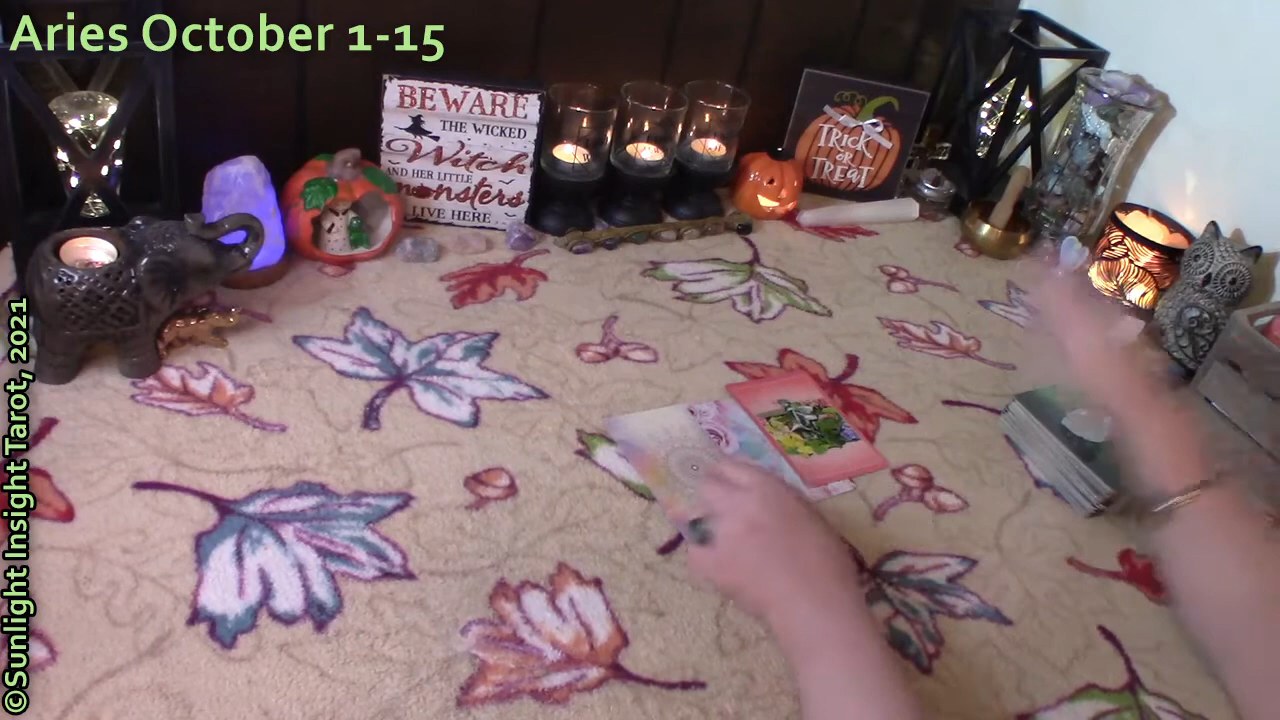 Aries October 1-15
BEWARE
THE WICKED
Witch
AND HER LITTLE
monsters
LIVE HERE
TRICK
OR
TREAT
©Sunlight Insight Tarot, 2021